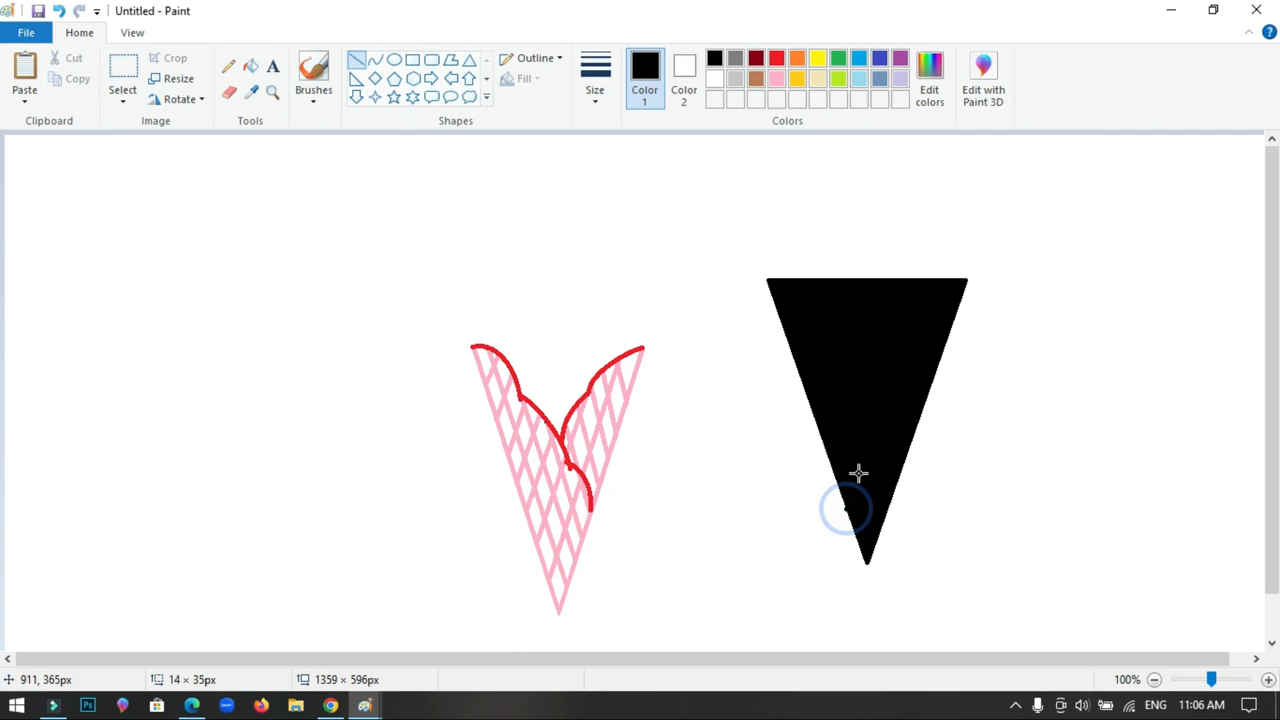 Untitled - Paint
File Home View
Paste
Cut
Copy
Clipboard
Select
Crop
Resize
Rotate
Image
A
Tools
Brushes
Outline
Fill
Shapes
Size
Color 1
Color 2
Edit colors
Colors
Edit with Paint 3D
911, 365px
14 × 35px
1359 × 596px
100%
Ps
ENG
11:06 AM